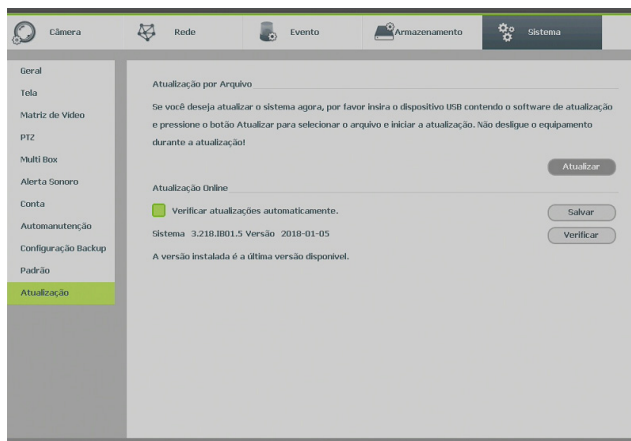 Câmera
Rede
Evento
Armazenamento
Sistema
Geral
Tela
Matriz de Video
PTZ
Multi Box
Alerta Sonoro
Conta
Automanutenção
Configuração Backup
Padrão
Atualização
Atualização por Arquivo
Se você deseja atualizar o sistema agora, por favor insira o dispositivo USB contendo o software de atualização
e pressione o botão Atualizar para selecionar o arquivo e iniciar a atualização. Não desligue o equipamento
durante a atualização!
Atualizar
Atualização Online
Verificar atualizações automaticamente.
Salvar
Sistema 3.218.IB01.5 Versão 2018-01-05
Verificar
A versão instalada é a última versão disponível.